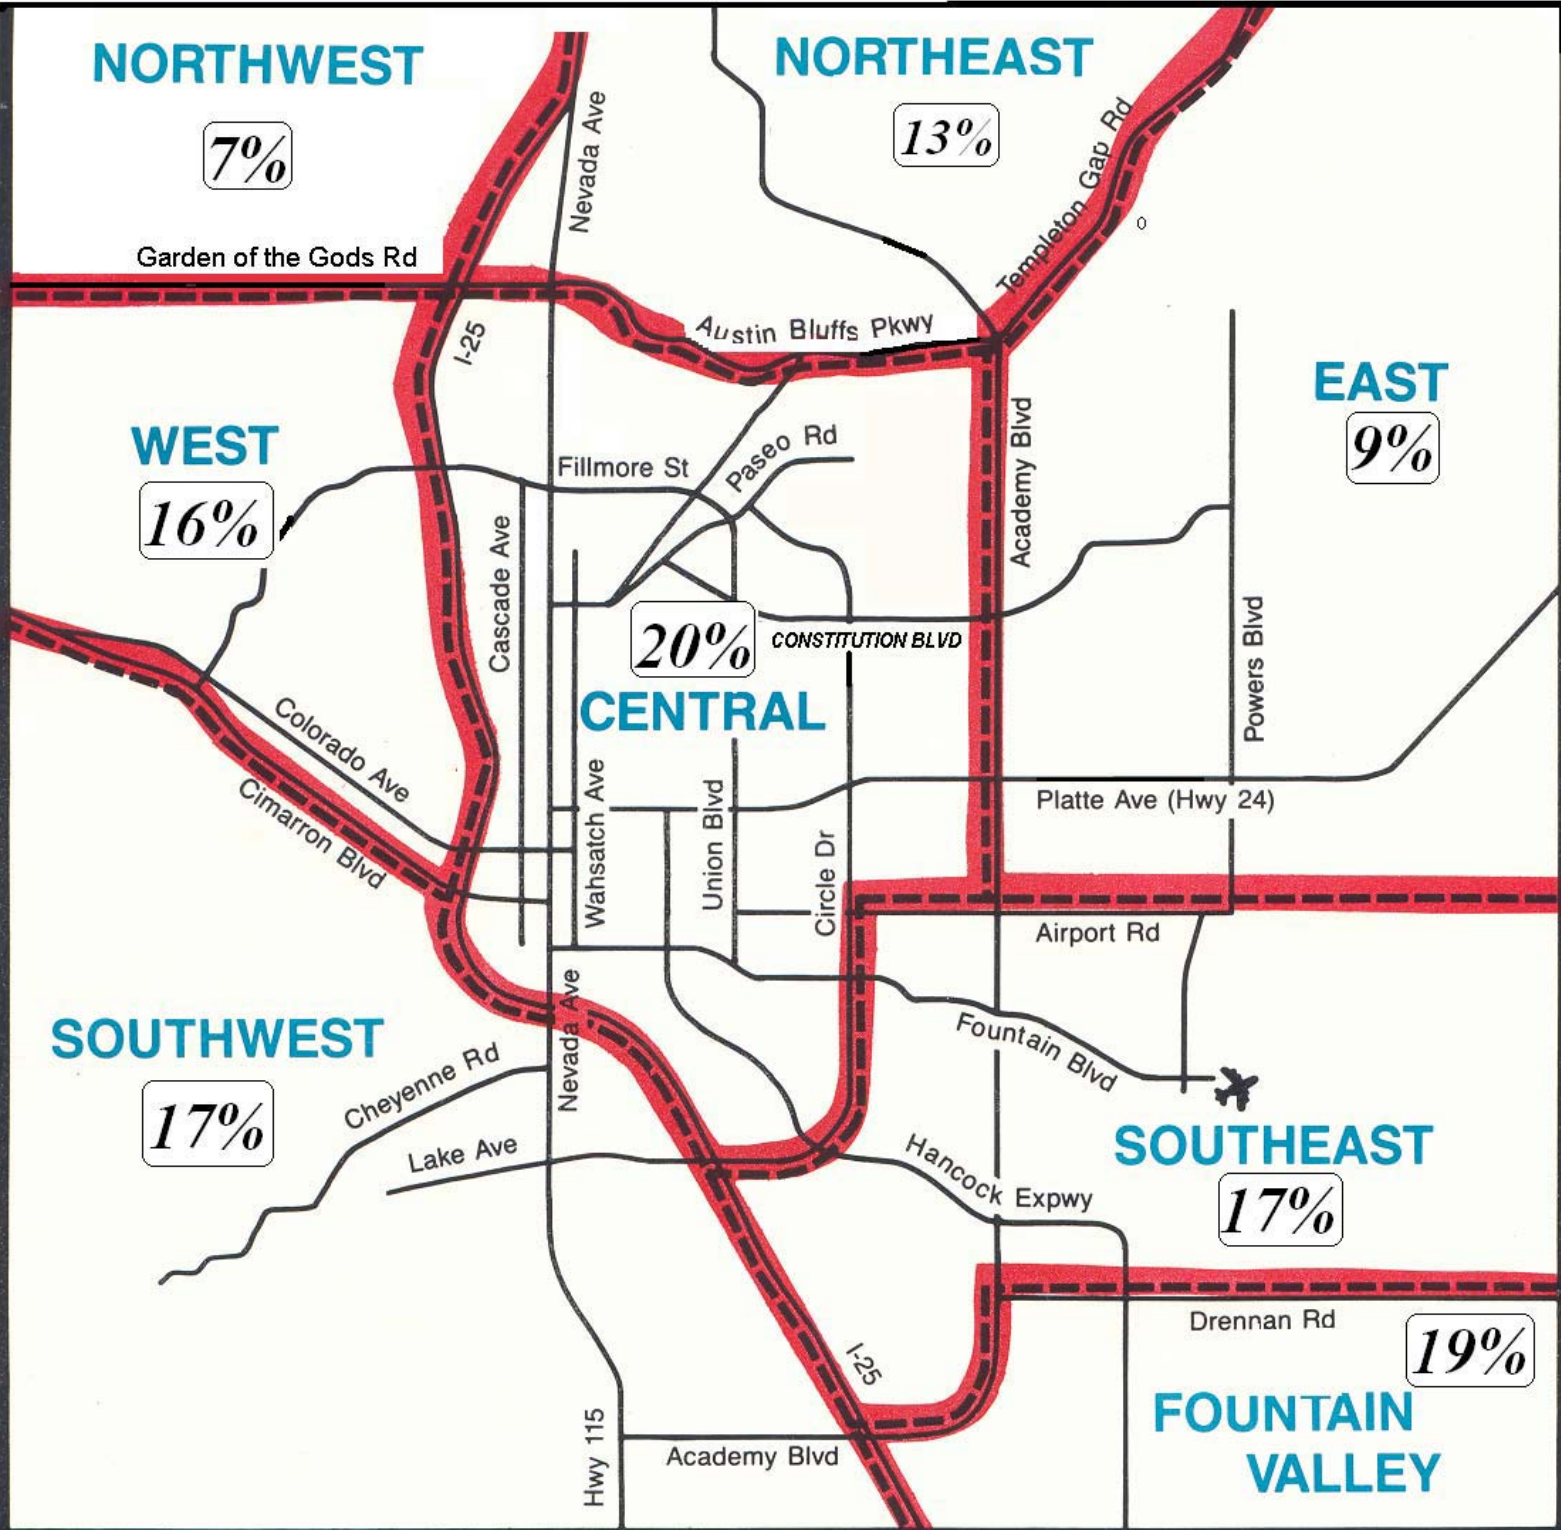 NORTHWEST
7%
NORTHEAST
13%
Nevada Ave
Templeton Gap Rd
Garden of the Gods Rd
I-25
Austin Bluffs Pkwy
EAST
9%
WEST
16%
Fillmore St
Paseo Rd
Academy Blvd
Cascade Ave
20%
CONSTITUTION BLVD
CENTRAL
Powers Blvd
Colorado Ave
Cimarron Blvd
Wahsatch Ave
Union Blvd
Circle Dr
Platte Ave (Hwy 24)
Airport Rd
SOUTHWEST
17%
Nevada Ave
Cheyenne Rd
Lake Ave
Fountain Blvd
Hancock Expwy
SOUTHEAST
17%
Drennan Rd
19%
I-25
FOUNTAIN
VALLEY
Hwy 115
Academy Blvd